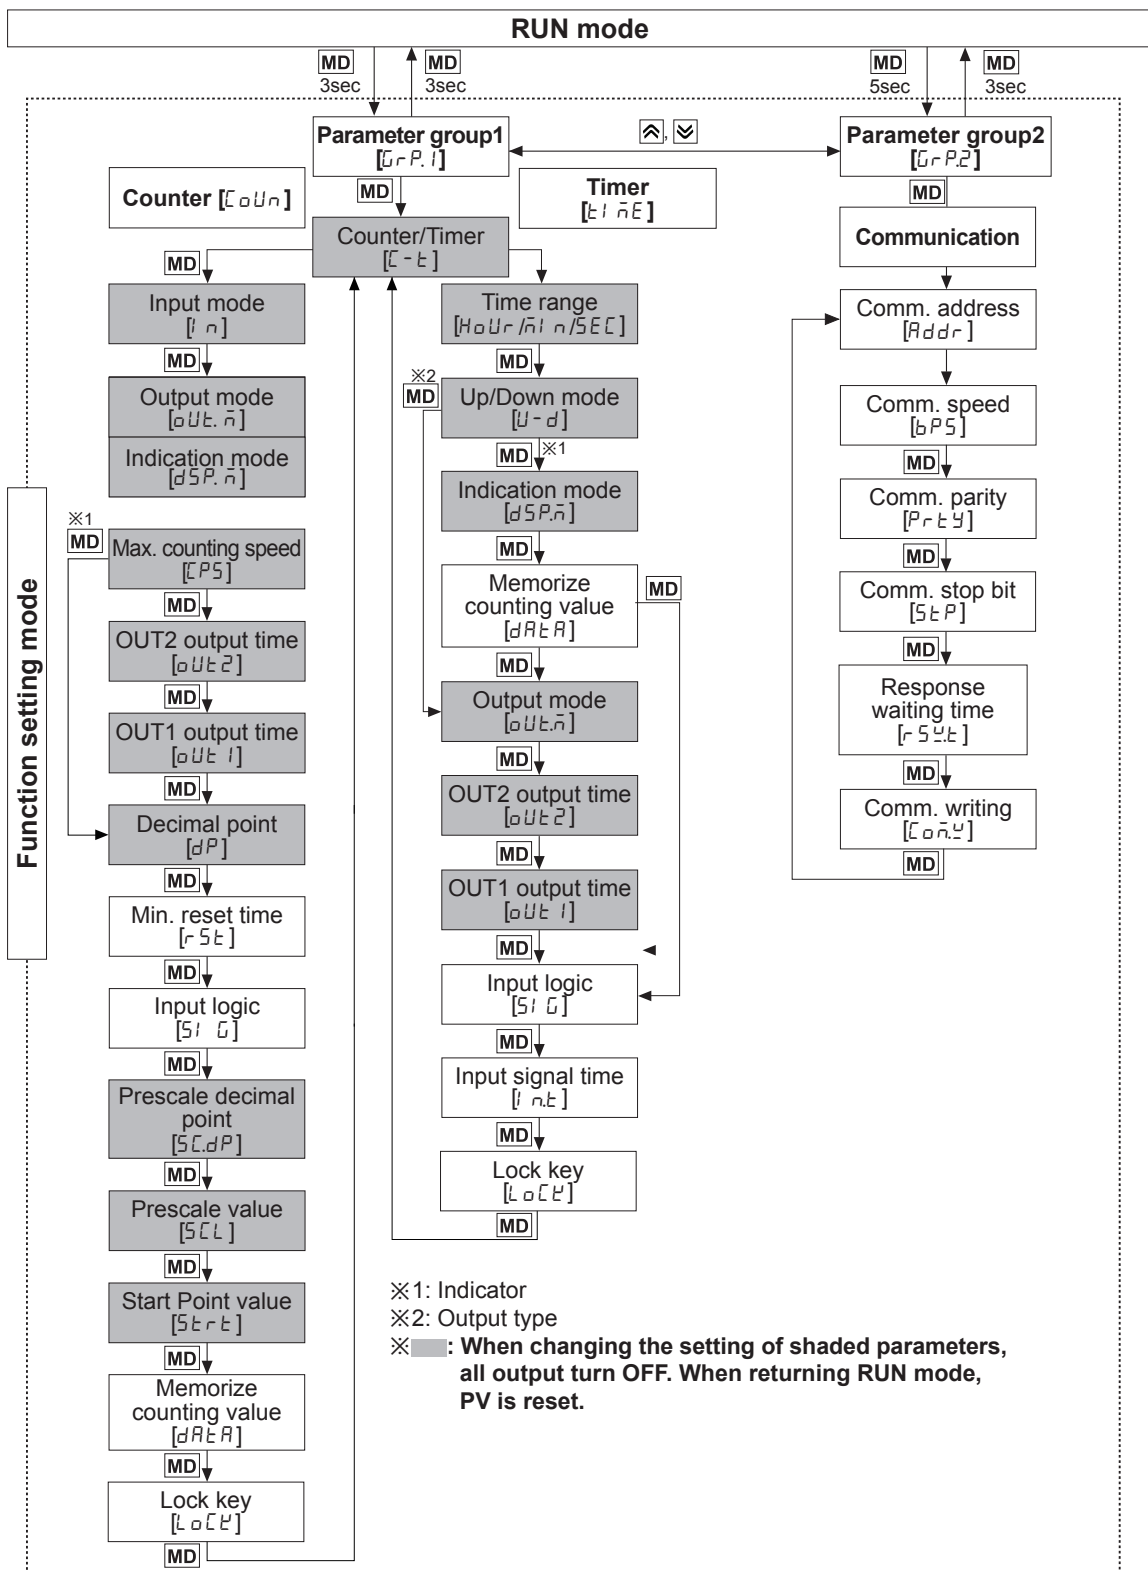 RUN mode
MD
3sec
MD
3sec
MD
5sec
MD
3sec
Parameter group1
[GrP.1]
Parameter group2
[GrP.2]
Counter [CoUn]
MD
Timer
[tImE]
MD
Counter/Timer
[C-t]
Communication
MD
Input mode
[In]
MD
Output mode
[oUt.m]
Indication mode
[dSP.m]
※1
MD
Max. counting speed
[CPS]
MD
OUT2 output time
[oUt2]
MD
OUT1 output time
[oUt1]
MD
Decimal point
[dP]
MD
Min. reset time
[rSt]
MD
Input logic
[SIG]
MD
Prescale decimal
point
[SC.dP]
MD
Prescale value
[SCL]
MD
Start Point value
[Strt]
MD
Memorize
counting value
[dAtA]
MD
Lock key
[LoCK]
MD
Time range
[HoUr/mIn/SEC]
MD
※2
MD
Up/Down mode
[U-d]
MD
※1
Indication mode
[dSP.m]
MD
Memorize
counting value
[dAtA]
MD
MD
Output mode
[oUt.m]
MD
OUT2 output time
[oUt2]
MD
OUT1 output time
[oUt1]
MD
Input logic
[SIG]
MD
Input signal time
[In.t]
MD
Lock key
[LoCK]
MD
Comm. address
[Addr]
Comm. speed
[bPS]
MD
Comm. parity
[PrtY]
MD
Comm. stop bit
[StP]
MD
Response
waiting time
[rSW.t]
MD
Comm. writing
[Com.W]
MD
Function setting mode
※1: Indicator
※2: Output type
※ : When changing the setting of shaded parameters,
all output turn OFF. When returning RUN mode,
PV is reset.